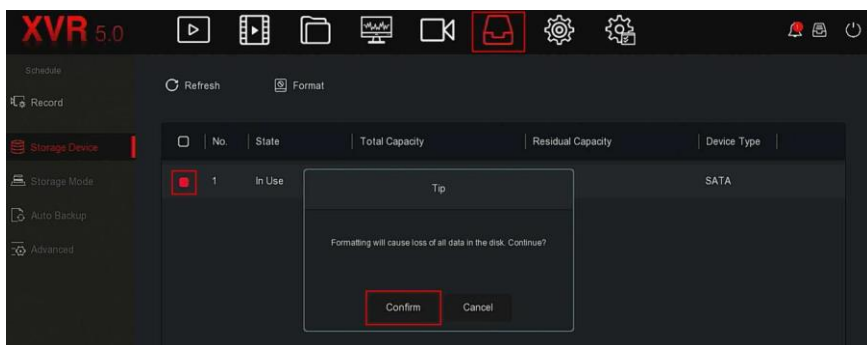 XVR 5.0
Schedule
Refresh Format
Record
No. State Total Capacity Residual Capacity Device Type
Storage Device
1 In Use SATA
Storage Mode
Tip
Auto Backup
Formatting will cause loss of all data in the disk. Continue?
Advanced
Confirm Cancel